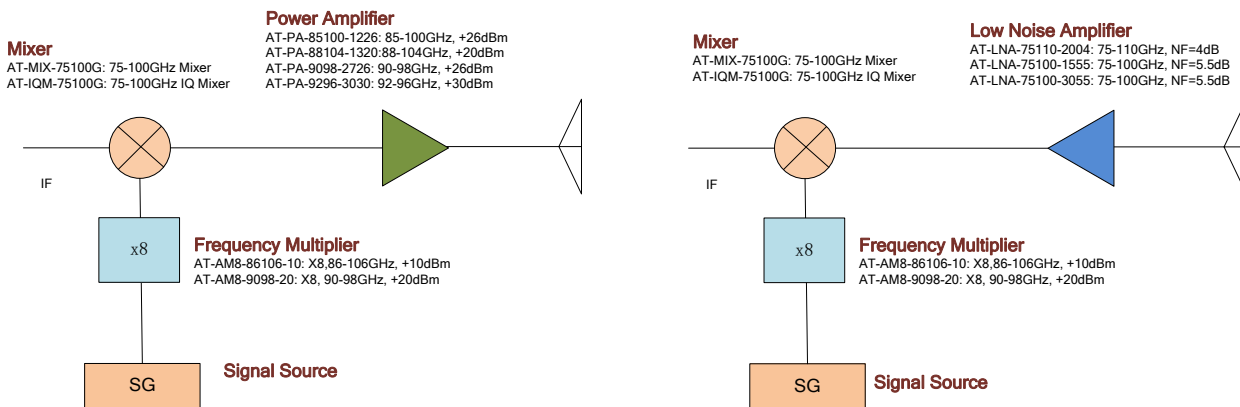 Power Amplifier
AT-PA-85100-1226: 85-100GHz, +26dBm
AT-PA-88104-1320:88-104GHz, +20dBm
AT-PA-9098-2726: 90-98GHz, +26dBm
AT-PA-9296-3030: 92-96GHz, +30dBm
Mixer
AT-MIX-75100G: 75-100GHz Mixer
AT-IQM-75100G: 75-100GHz IQ Mixer
IF
x8
Frequency Multiplier
AT-AM8-86106-10: X8,86-106GHz, +10dBm
AT-AM8-9098-20: X8, 90-98GHz, +20dBm
SG
Signal Source
Mixer
AT-MIX-75100G: 75-100GHz Mixer
AT-IQM-75100G: 75-100GHz IQ Mixer
Low Noise Amplifier
AT-LNA-75110-2004: 75-110GHz, NF=4dB
AT-LNA-75100-1555: 75-100GHz, NF=5.5dB
AT-LNA-75100-3055: 75-100GHz, NF=5.5dB
IF
x8
Frequency Multiplier
AT-AM8-86106-10: X8,86-106GHz, +10dBm
AT-AM8-9098-20: X8, 90-98GHz, +20dBm
SG
Signal Source